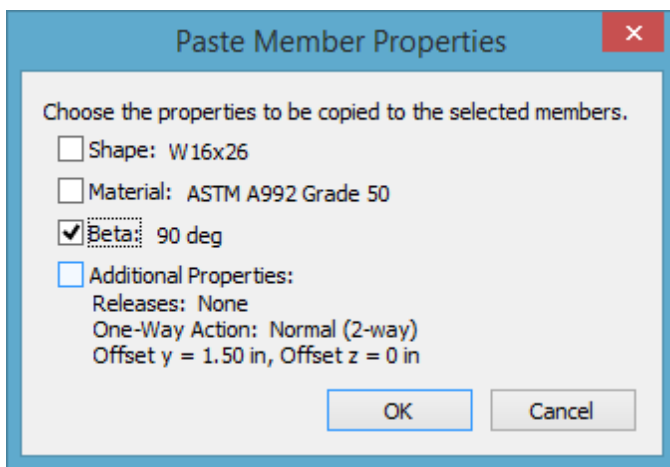 Paste Member Properties
Choose the properties to be copied to the selected members.
Shape: W16x26
Material: ASTM A992 Grade 50
Beta: 90 deg
Additional Properties:
Releases: None
One-Way Action: Normal (2-way)
Offset y = 1.50 in, Offset z = 0 in
OK Cancel